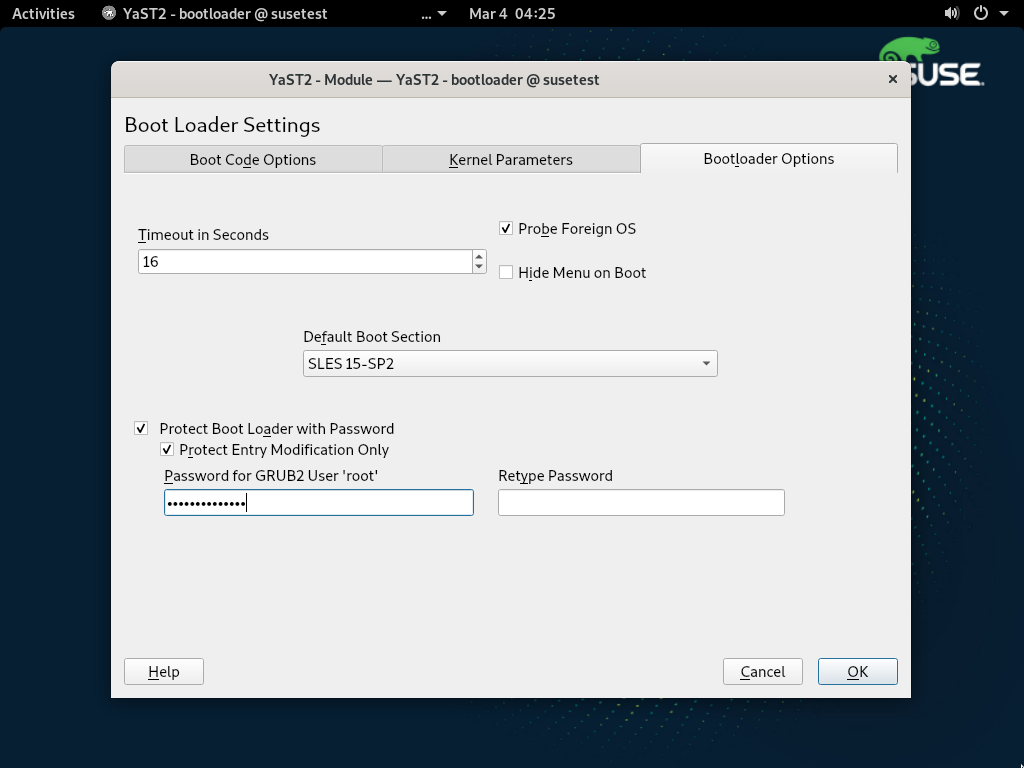 Activities YaST2 - bootloader @ susetest ... Mar 4 04:25
SUSE.
YaST2 - Module — YaST2 - bootloader @ susetest ×
Boot Loader Settings
Boot Code Options Kernel Parameters Bootloader Options
Timeout in Seconds
16
Probe Foreign OS
Hide Menu on Boot
Default Boot Section
SLES 15-SP2
Protect Boot Loader with Password
Protect Entry Modification Only
Password for GRUB2 User 'root' Retype Password
••••••••••••••
Help Cancel OK